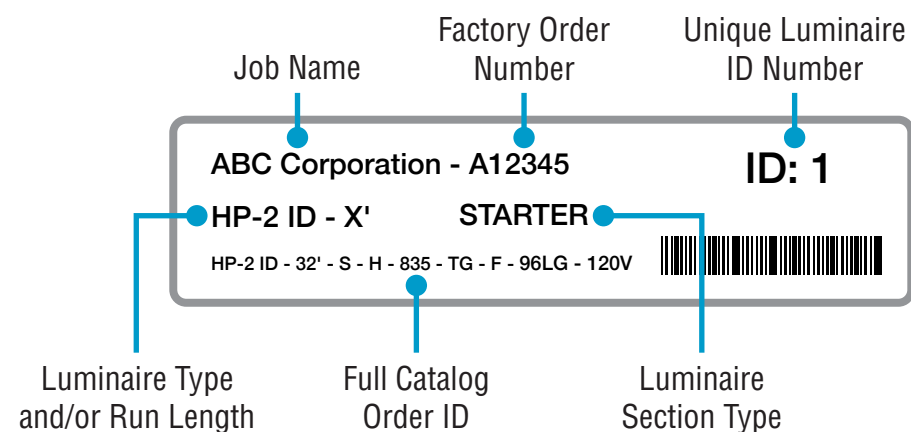 Factory Order
Number
Unique Luminaire
ID Number
Job Name
ABC Corporation - A12345
ID: 1
HP-2 ID - X'
STARTER
HP-2 ID - 32' - S - H - 835 - TG - F - 96LG - 120V
Luminaire Type
and/or Run Length
Full Catalog
Order ID
Luminaire
Section Type